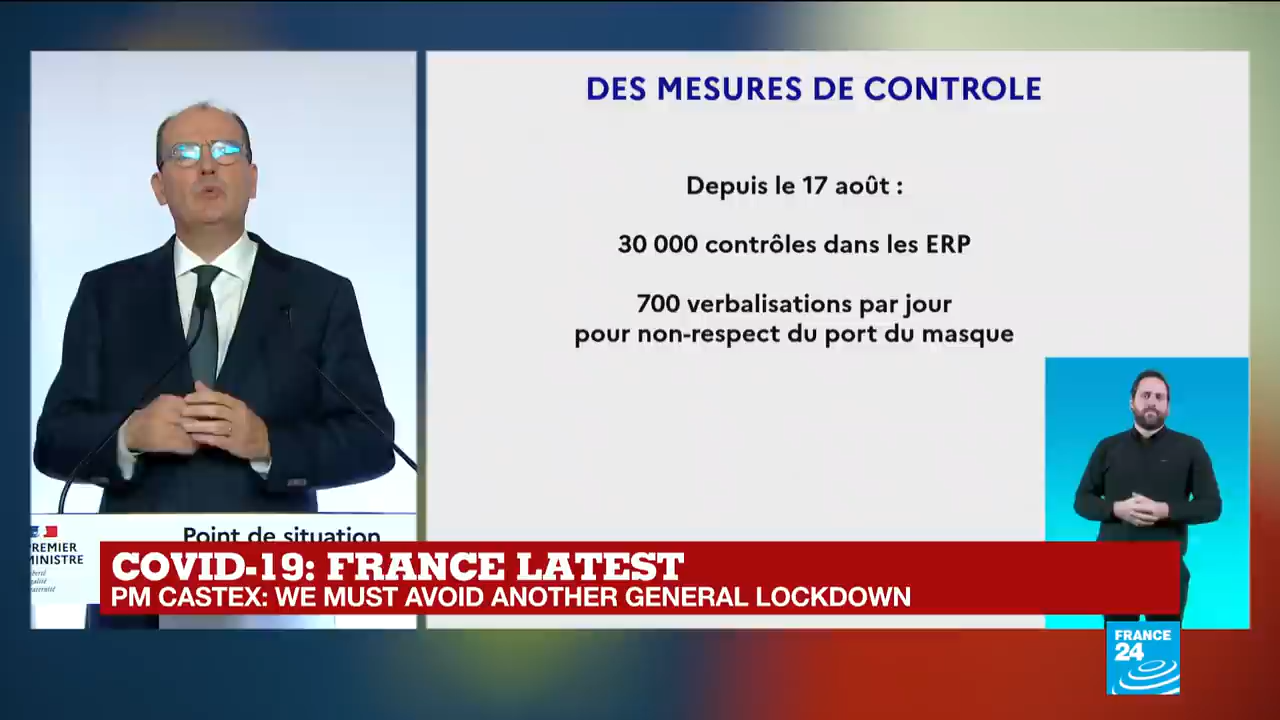 DES MESURES DE CONTROLE
Depuis le 17 août :
30 000 contrôles dans les ERP
700 verbalisations par jour
pour non-respect du port du masque
Point de situation
PREMIER
MINISTRE
COVID-19: FRANCE LATEST
PM CASTEX: WE MUST AVOID ANOTHER GENERAL LOCKDOWN
FRANCE
24